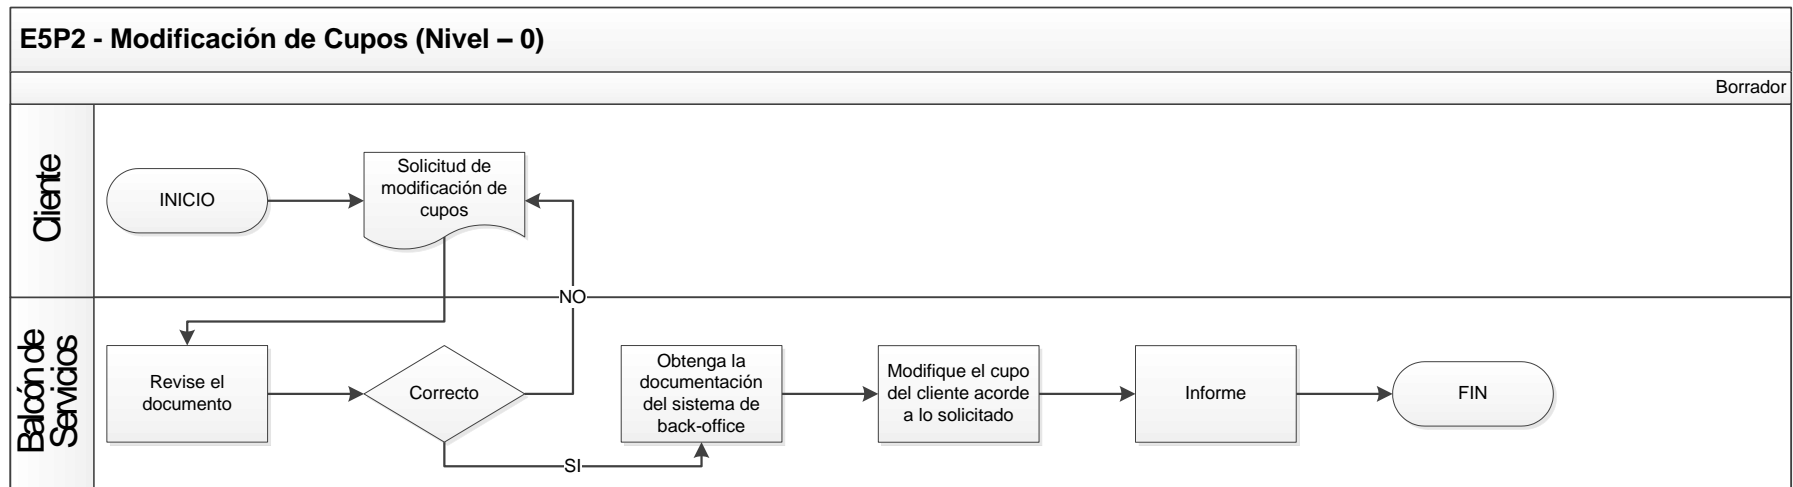 E5P2 - Modificación de Cupos (Nivel – 0)
Borrador
Cliente
INICIO
Solicitud de
modificación de
cupos
NO
Balcón de
Servicios
Revise el
documento
Correcto
SI
Obtenga la
documentación
del sistema de
back-office
Modifique el cupo
del cliente acorde
a lo solicitado
Informe
FIN